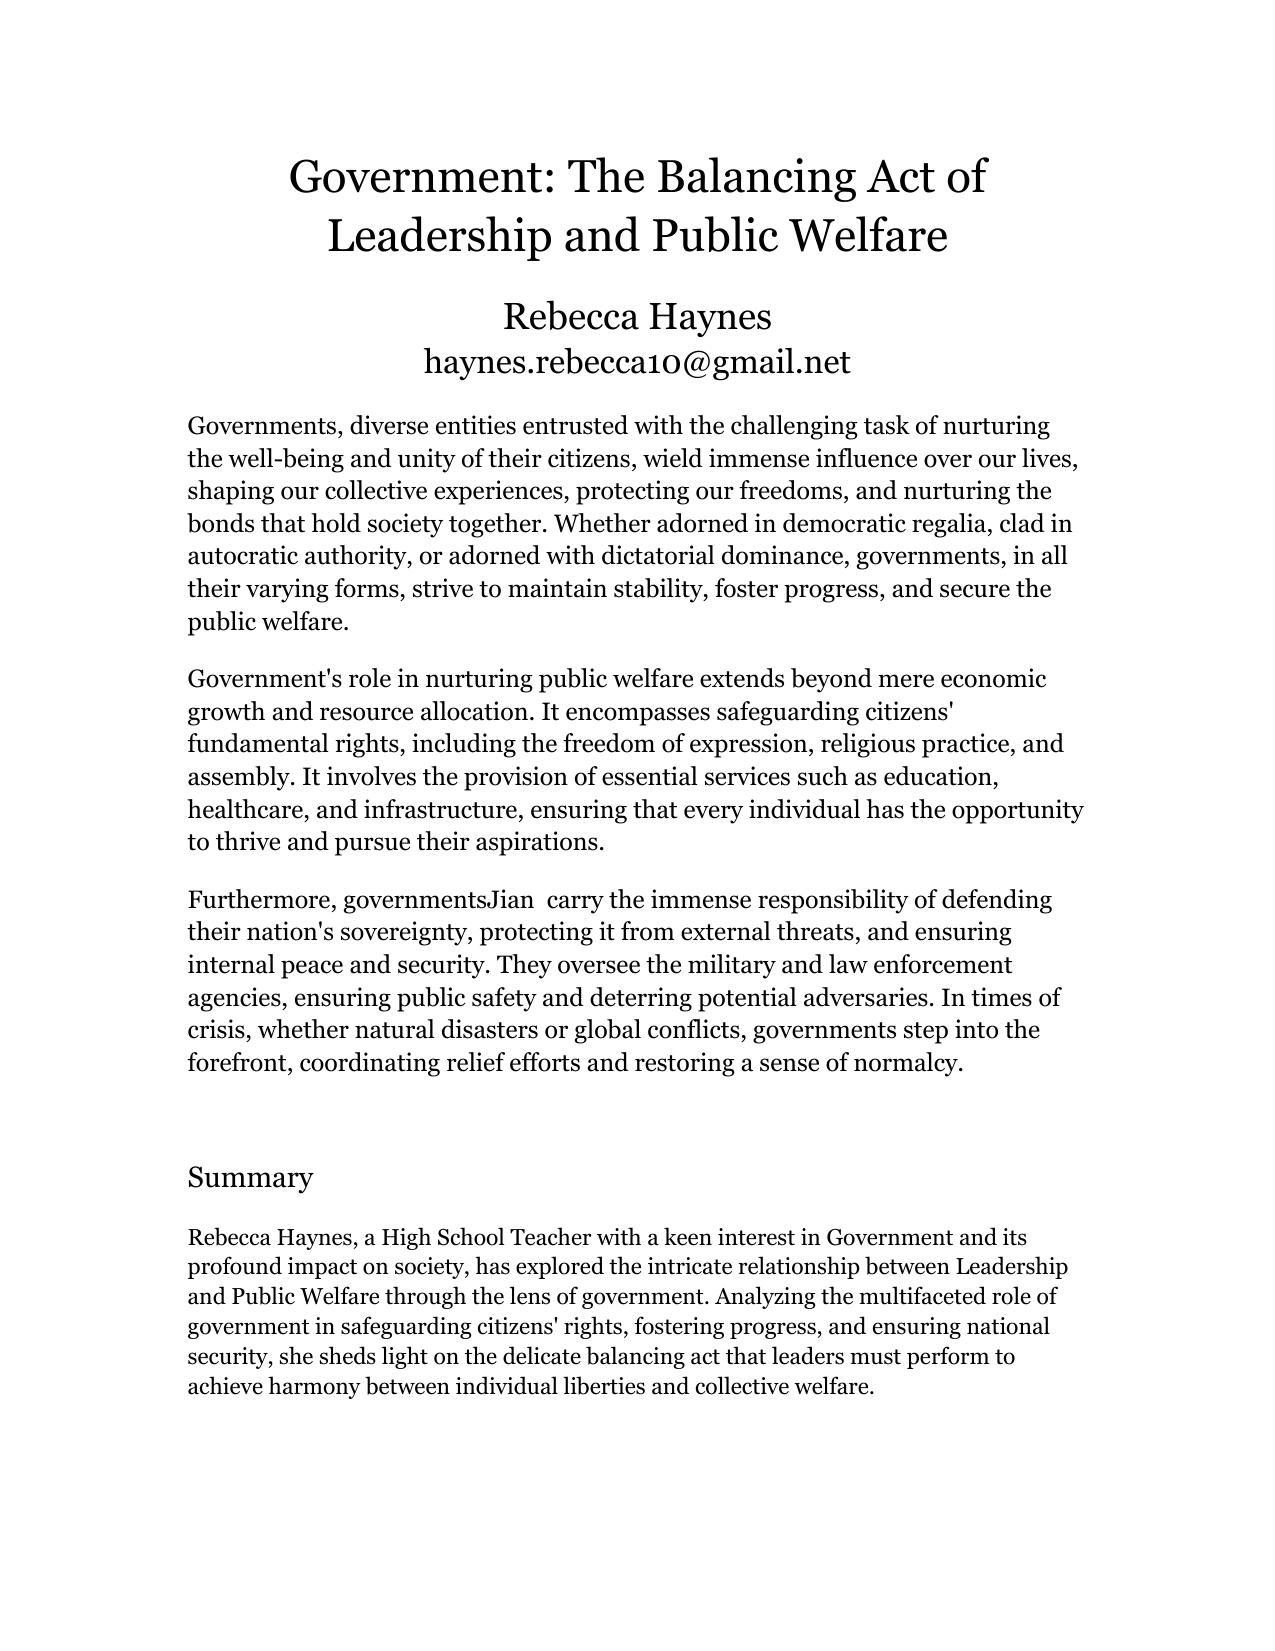 Government: The Balancing Act of
Leadership and Public Welfare
Rebecca Haynes
haynes.rebecca10@gmail.net
Governments, diverse entities entrusted with the challenging task of nurturing
the well-being and unity of their citizens, wield immense influence over our lives,
shaping our collective experiences, protecting our freedoms, and nurturing the
bonds that hold society together. Whether adorned in democratic regalia, clad in
autocratic authority, or adorned with dictatorial dominance, governments, in all
their varying forms, strive to maintain stability, foster progress, and secure the
public welfare.
Government's role in nurturing public welfare extends beyond mere economic
growth and resource allocation. It encompasses safeguarding citizens'
fundamental rights, including the freedom of expression, religious practice, and
assembly. It involves the provision of essential services such as education,
healthcare, and infrastructure, ensuring that every individual has the opportunity
to thrive and pursue their aspirations.
Furthermore, governmentsJian  carry the immense responsibility of defending
their nation's sovereignty, protecting it from external threats, and ensuring
internal peace and security. They oversee the military and law enforcement
agencies, ensuring public safety and deterring potential adversaries. In times of
crisis, whether natural disasters or global conflicts, governments step into the
forefront, coordinating relief efforts and restoring a sense of normalcy.
Summary
Rebecca Haynes, a High School Teacher with a keen interest in Government and its
profound impact on society, has explored the intricate relationship between Leadership
and Public Welfare through the lens of government. Analyzing the multifaceted role of
government in safeguarding citizens' rights, fostering progress, and ensuring national
security, she sheds light on the delicate balancing act that leaders must perform to
achieve harmony between individual liberties and collective welfare.